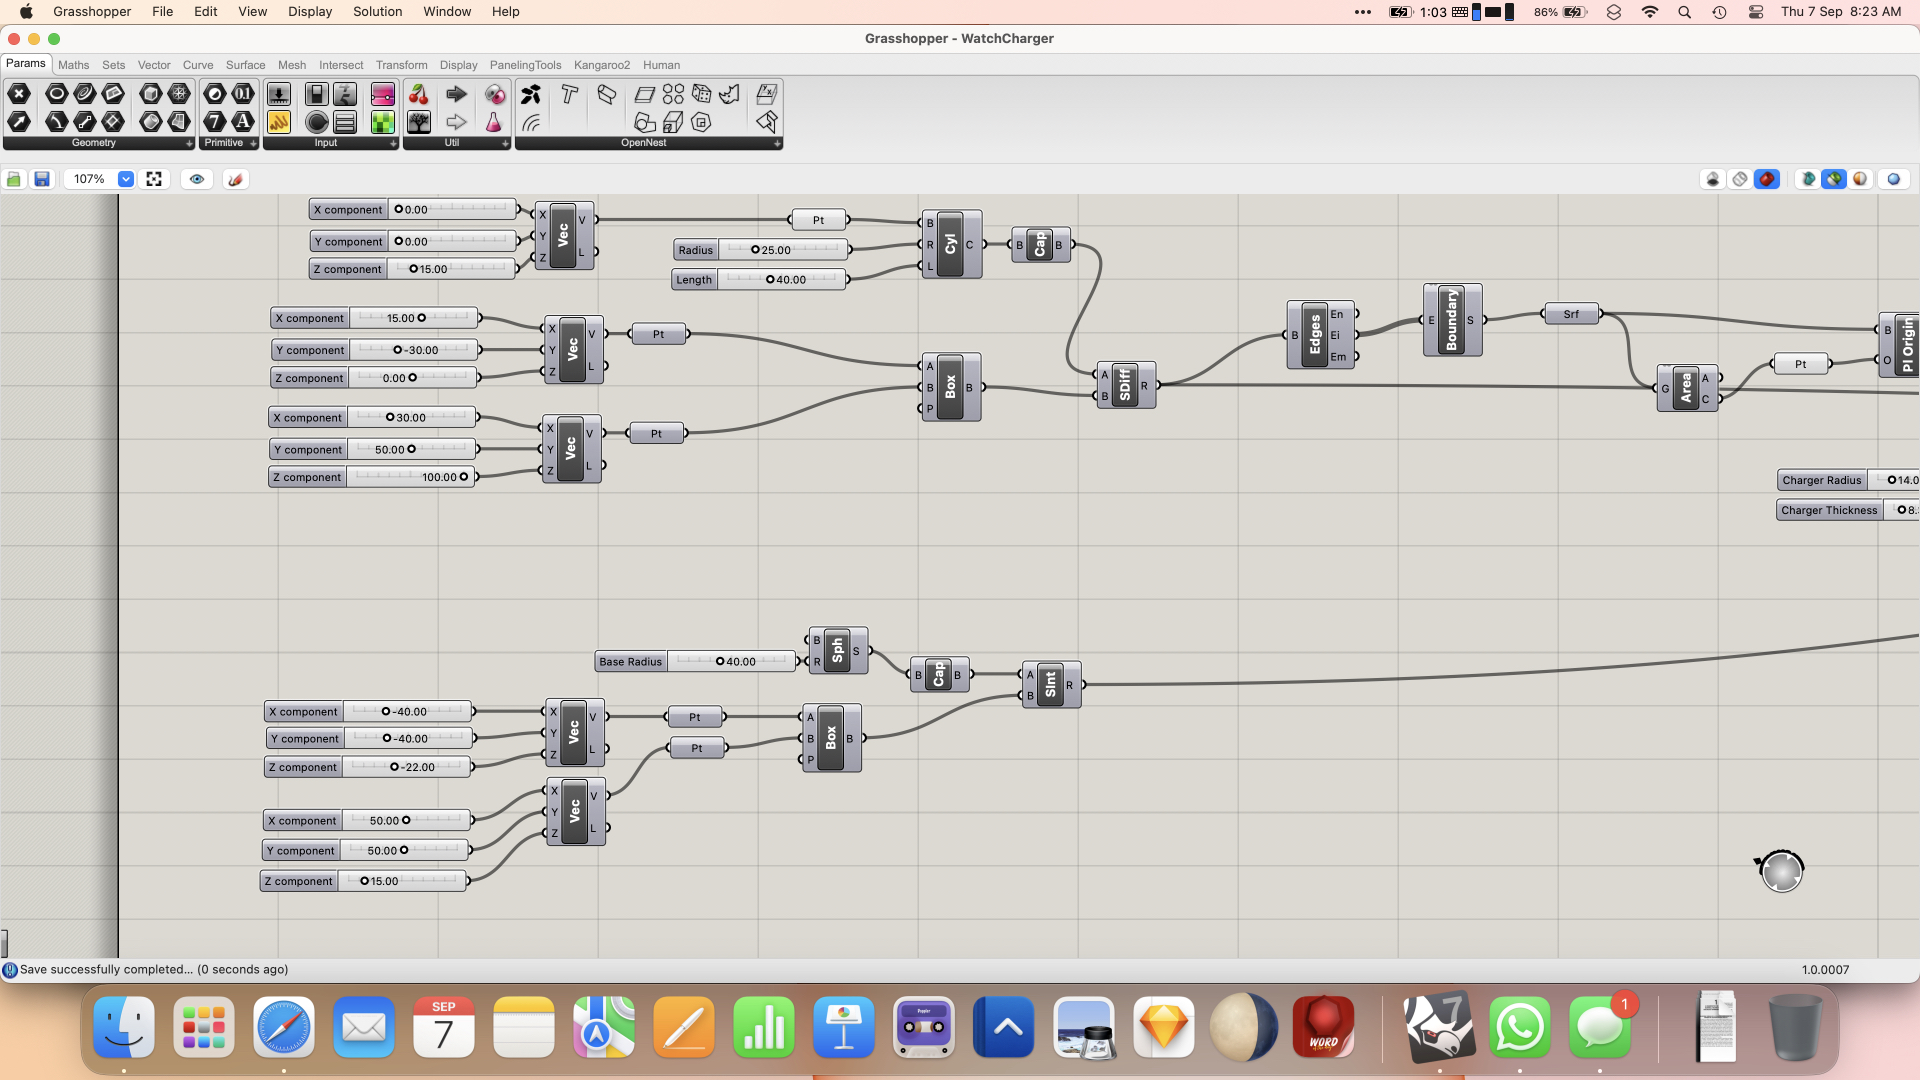 Grasshopper File Edit View Display Solution Window Help
1:03 86% Thu 7 Sep 8:23 AM
Grasshopper - WatchCharger
Params Maths Sets Vector Curve Surface Mesh Intersect Transform Display PanelingTools Kangaroo2 Human
0.1
7 A
Geometry Primitive Input Util OpenNest
107%
X component 0.00
Y component 0.00
Z component 15.00
X Y Z Vec V L
Pt
Radius 25.00
Length 40.00
B R L Cyl C
B Cap B
X component 15.00
Y component -30.00
Z component 0.00
X Y Z Vec V L
Pt
X component 30.00
Y component 50.00
Z component 100.00
X Y Z Vec V L
Pt
A B P Box B
A B SDiff R
B Edges En Ei Em
E Boundary S
Srf
G Area A C
Pt
B O Pl Origin
Charger Radius 14.0
Charger Thickness 8.
Base Radius 40.00
B R Sph S
B Cap B
A B SInt R
X component -40.00
Y component -40.00
Z component -22.00
X Y Z Vec V L
Pt
Pt
A B P Box B
X component 50.00
Y component 50.00
Z component 15.00
X Y Z Vec V L
Save successfully completed... (0 seconds ago) 1.0.0007
SEP
7
WORD
7
1